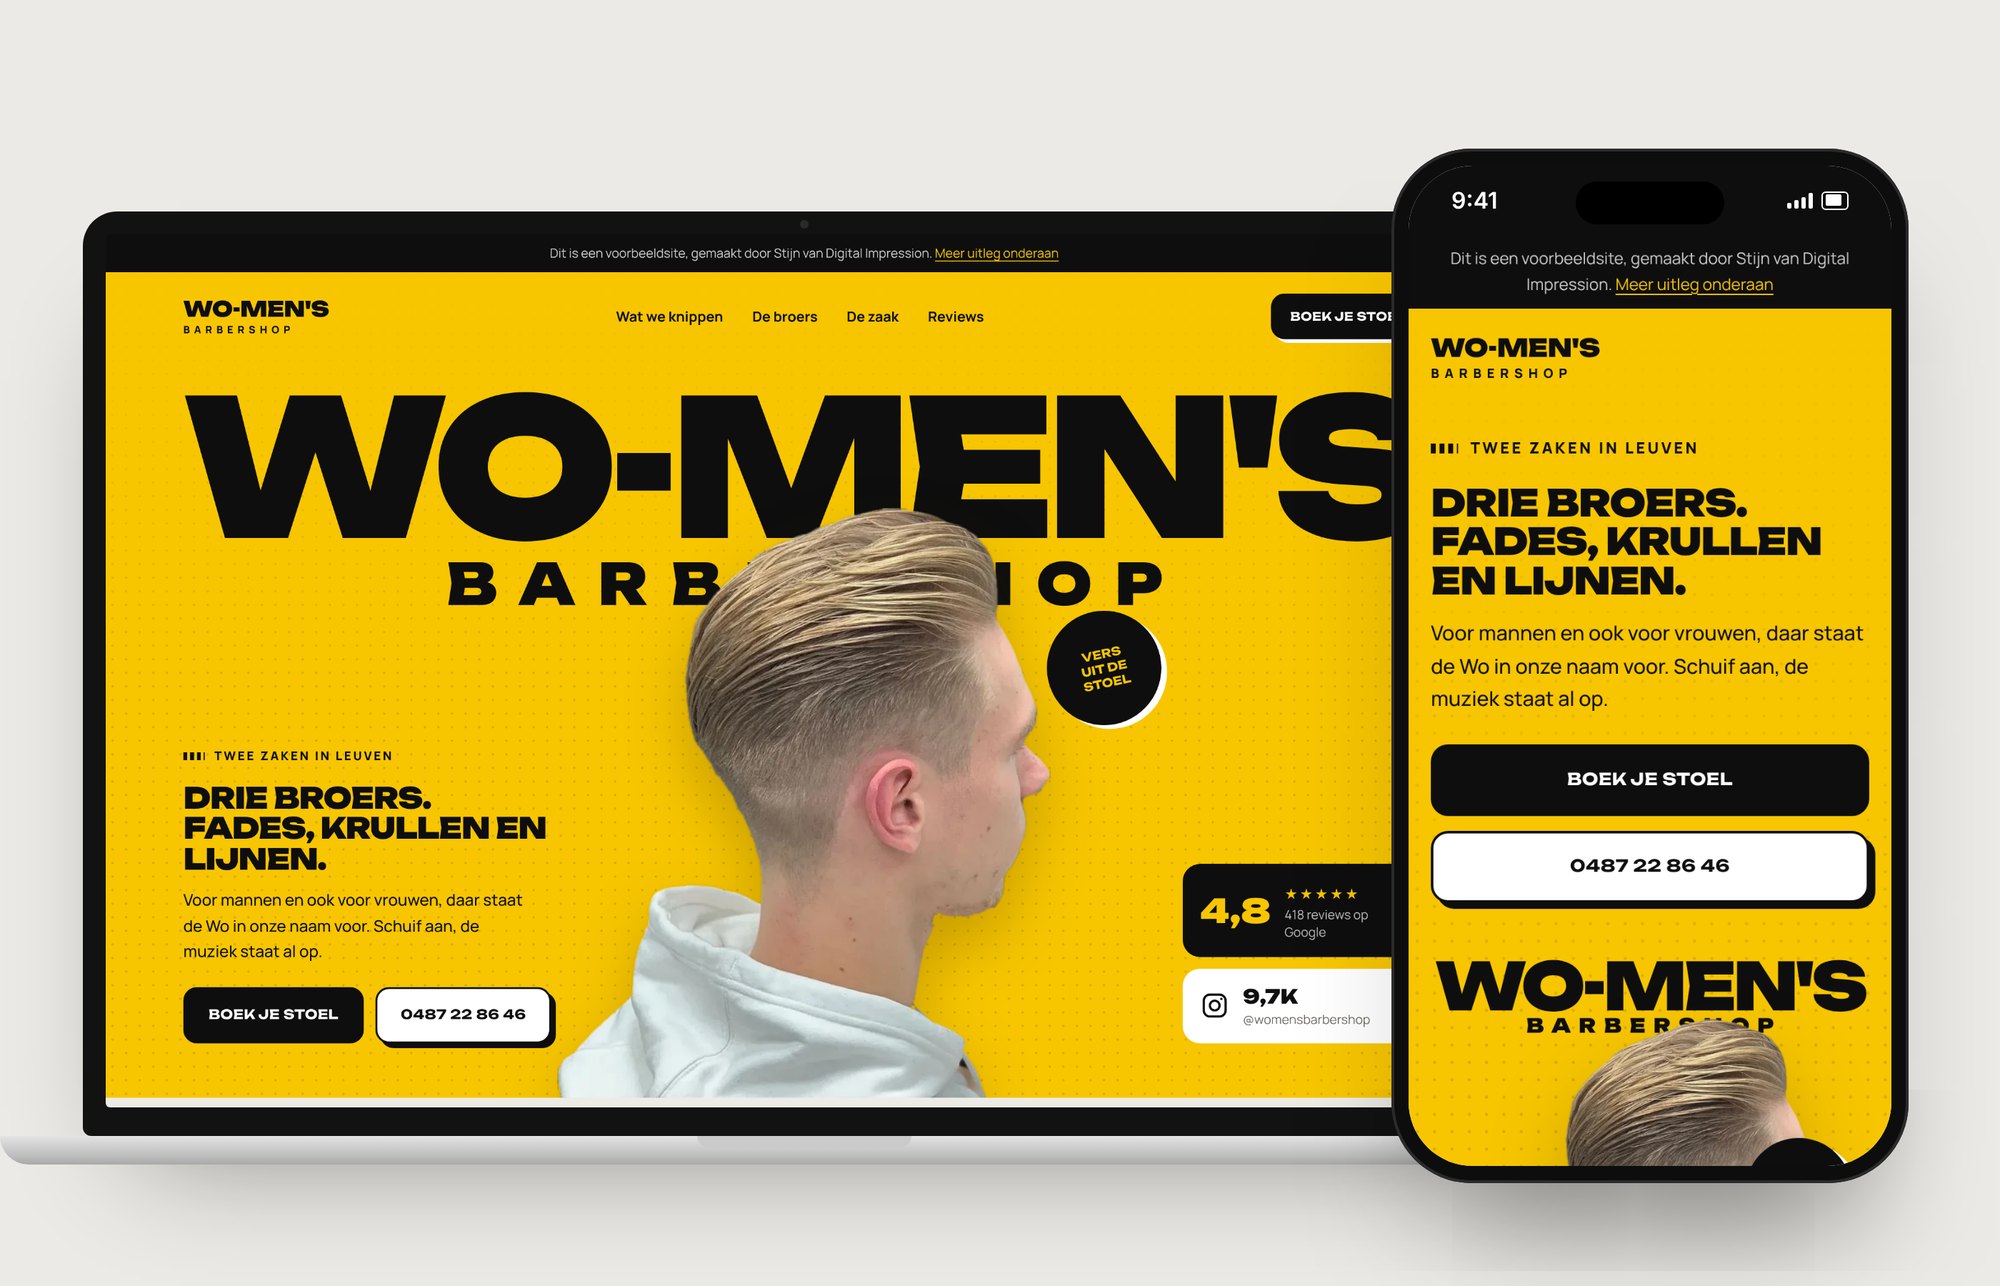 Dit is een voorbeeldsite, gemaakt door Stijn van Digital Impression. Meer uitleg onderaan
WO-MEN'S
BARBERSHOP
Wat we knippen
De broers
De zaak
Reviews
BOEK JE
WO-MEN'S
VERS
UIT DE
STOEL
TWEE ZAKEN IN LEUVEN
DRIE BROERS.
FADES, KRULLEN EN
LIJNEN.
Voor mannen en ook voor vrouwen, daar staat
de Wo in onze naam voor. Schuif aan, de
muziek staat al op.
BOEK JE STOEL
0487 22 86 46
4,8
★★★★★
418 reviews op
Google
9,7K
@womensbarbershop
9:41
Dit is een voorbeeldsite, gemaakt door Stijn van Digital
Impression. Meer uitleg onderaan
WO-MEN'S
BARBERSHOP
TWEE ZAKEN IN LEUVEN
DRIE BROERS.
FADES, KRULLEN
EN LIJNEN.
Voor mannen en ook voor vrouwen, daar staat
de Wo in onze naam voor. Schuif aan, de
muziek staat al op.
BOEK JE STOEL
0487 22 86 46
WO-MEN'S
BARBERSHOP